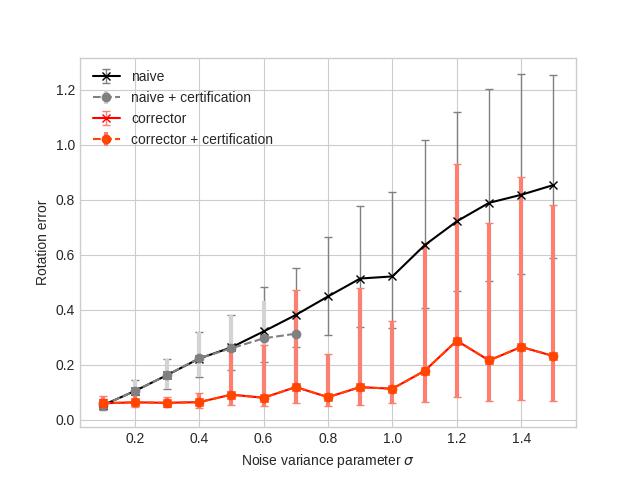 naive
naive + certification
corrector
corrector + certification
1.2
1.0
0.8
0.6
0.4
0.2
0.0
Rotation error
0.2 0.4 0.6 0.8 1.0 1.2 1.4
Noise variance parameter σ